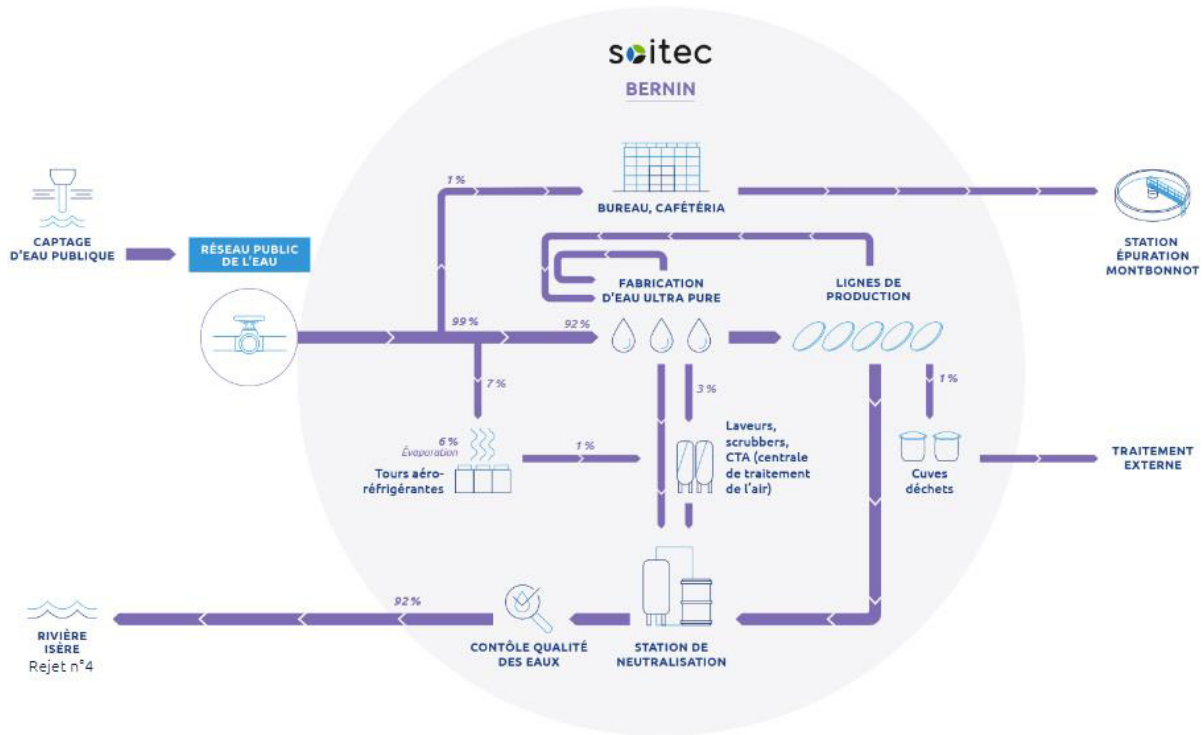 soitec
BERNIN
1 %
BUREAU, CAFÉTÉRIA
CAPTAGE
D'EAU PUBLIQUE
RÉSEAU PUBLIC
DE L'EAU
STATION
ÉPURATION
MONTBONNOT
FABRICATION
D'EAU ULTRA PURE
LIGNES DE
PRODUCTION
99 %
92 %
7 %
3 %
1 %
6 %
Évaporation
Tours aéro-
réfrigérantes
1 %
Laveurs,
scrubbers,
CTA (centrale
de traitement
de l'air)
Cuves
déchets
TRAITEMENT
EXTERNE
92 %
RIVIÈRE
ISÈRE
Rejet n°4
CONTÔLE QUALITÉ
DES EAUX
STATION DE
NEUTRALISATION